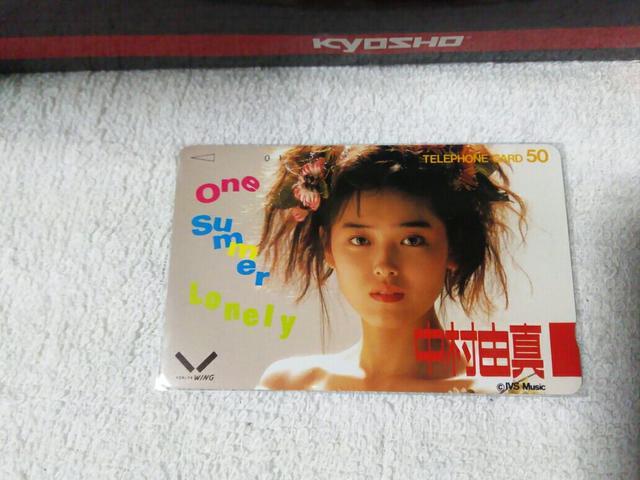 KYOSHO
TELEPHONE CARD 50
One
Summer
Lonely
中村由真
WING
© IVS Music